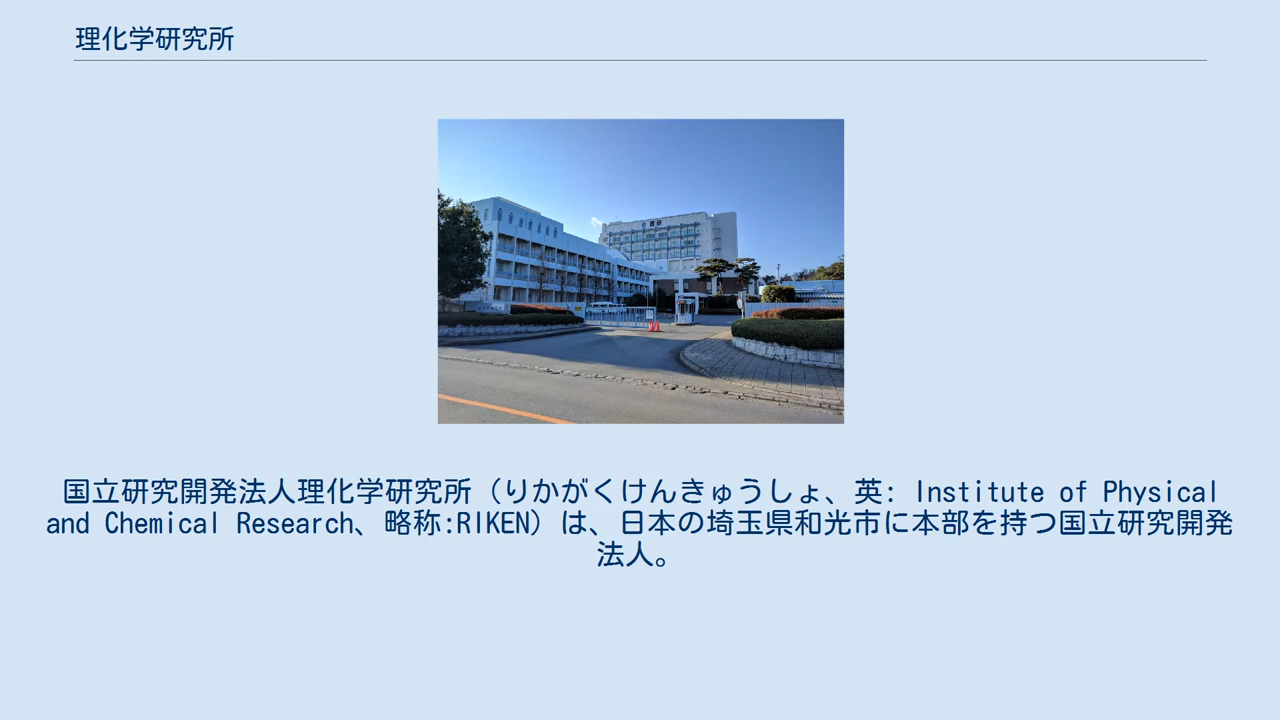 理化学研究所
国立研究開発法人理化学研究所（りかがくけんきゅうしょ、英: Institute of Physical
and Chemical Research、略称:RIKEN）は、日本の埼玉県和光市に本部を持つ国立研究開発
法人。